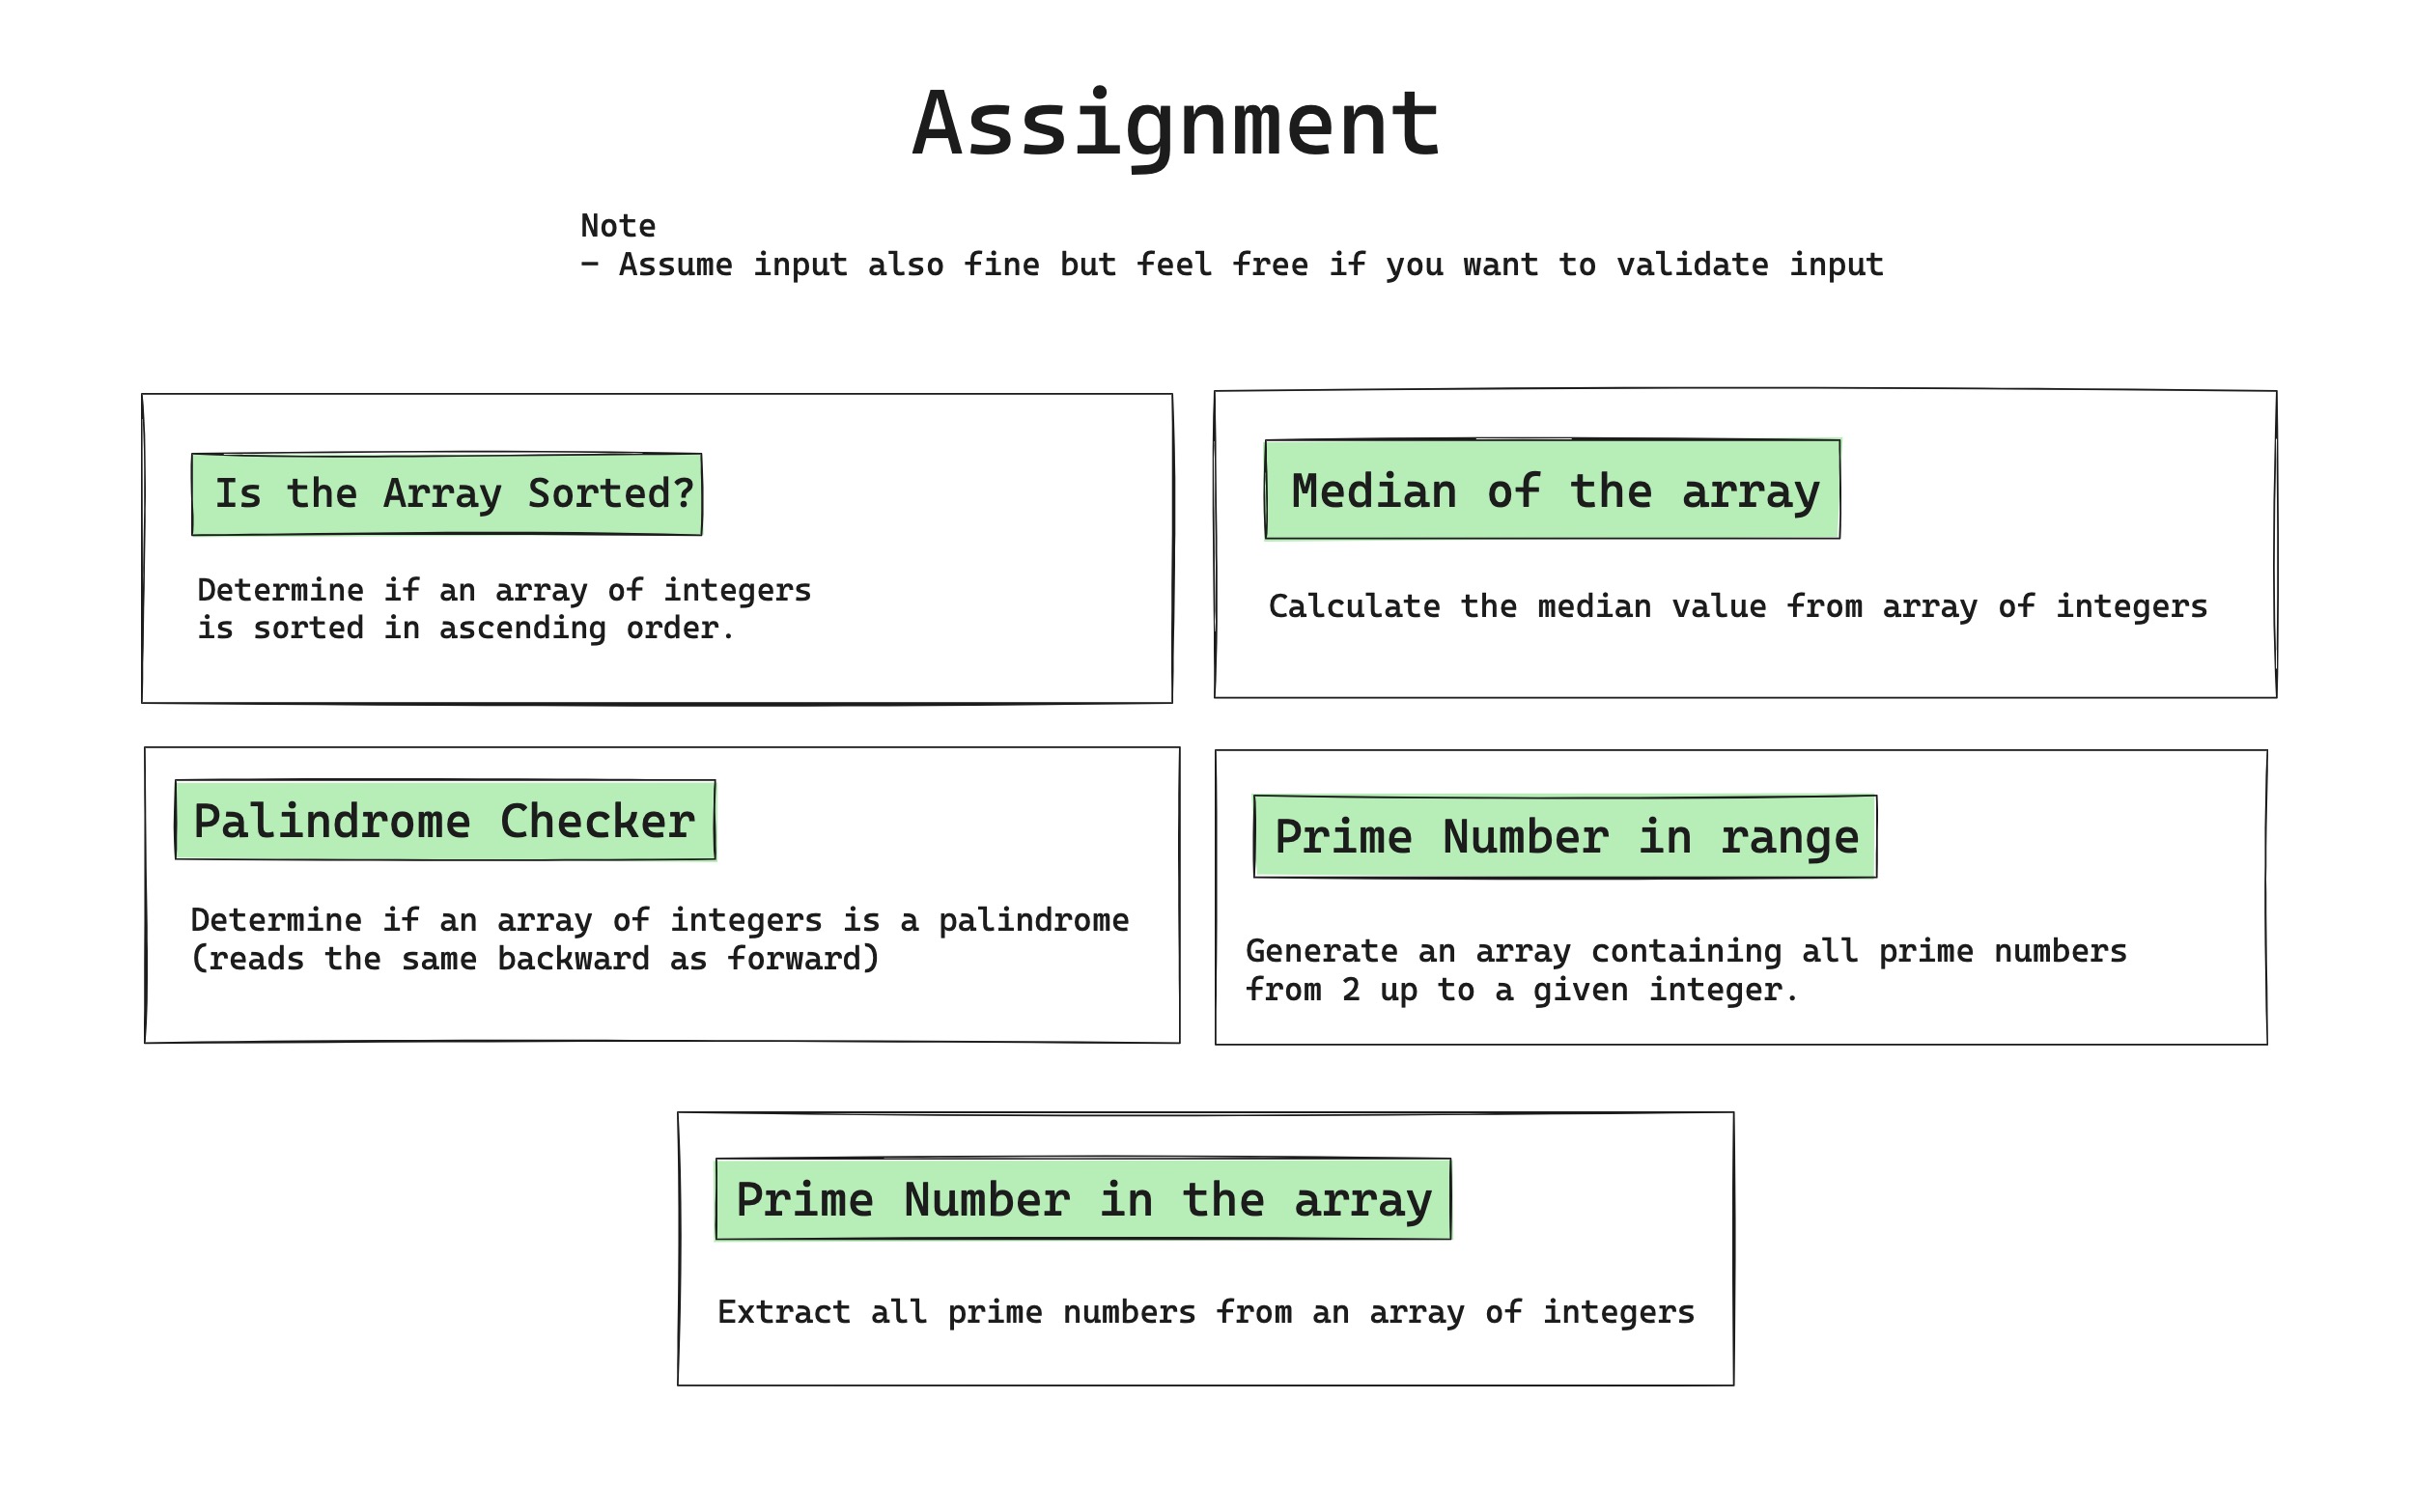 Assignment
Note
- Assume input also fine but feel free if you want to validate input
Is the Array Sorted?
Determine if an array of integers
is sorted in ascending order.
Median of the array
Calculate the median value from array of integers
Palindrome Checker
Determine if an array of integers is a palindrome
(reads the same backward as forward)
Prime Number in range
Generate an array containing all prime numbers
from 2 up to a given integer.
Prime Number in the array
Extract all prime numbers from an array of integers